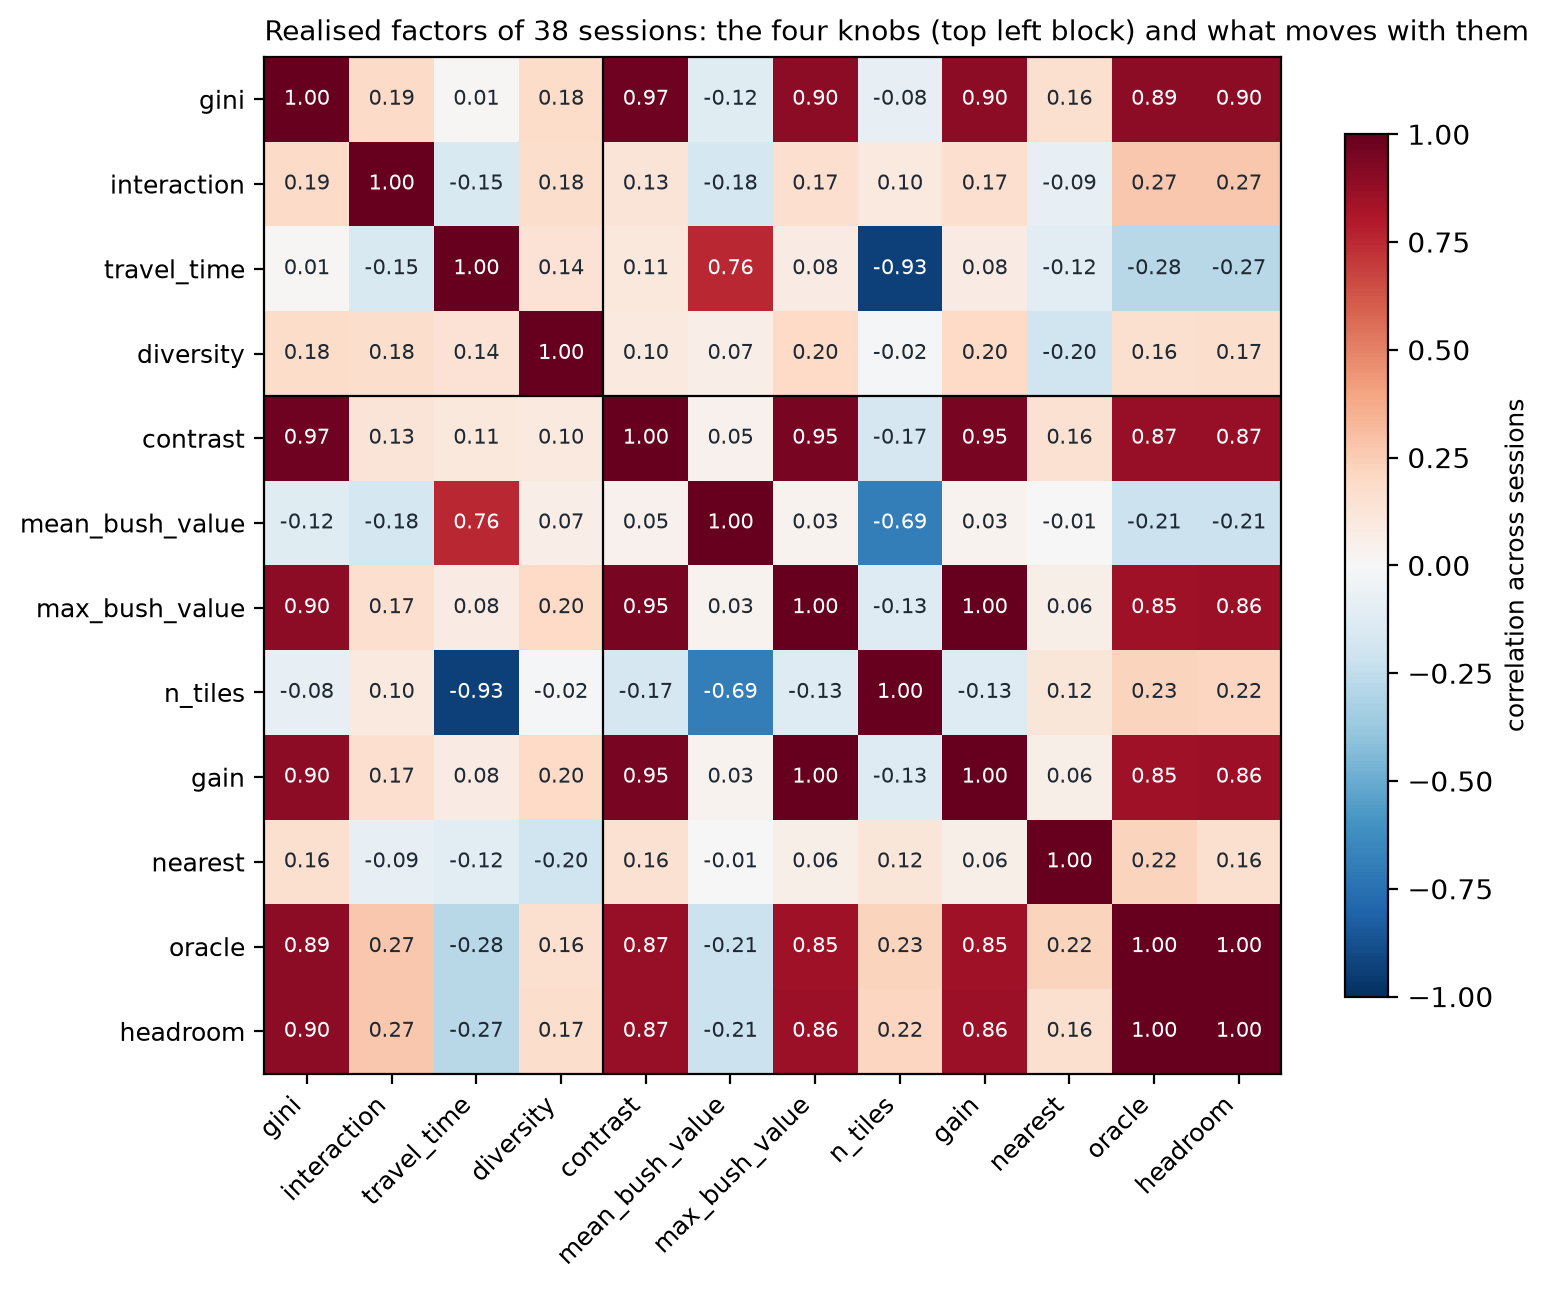 Realised factors of 38 sessions: the four knobs (top left block) and what moves with them
gini 1.00 0.19 0.01 0.18 0.97 -0.12 0.90 -0.08 0.90 0.16 0.89 0.90
interaction 0.19 1.00 -0.15 0.18 0.13 -0.18 0.17 0.10 0.17 -0.09 0.27 0.27
travel_time 0.01 -0.15 1.00 0.14 0.11 0.76 0.08 -0.93 0.08 -0.12 -0.28 -0.27
diversity 0.18 0.18 0.14 1.00 0.10 0.07 0.20 -0.02 0.20 -0.20 0.16 0.17
contrast 0.97 0.13 0.11 0.10 1.00 0.05 0.95 -0.17 0.95 0.16 0.87 0.87
mean_bush_value -0.12 -0.18 0.76 0.07 0.05 1.00 0.03 -0.69 0.03 -0.01 -0.21 -0.21
max_bush_value 0.90 0.17 0.08 0.20 0.95 0.03 1.00 -0.13 1.00 0.06 0.85 0.86
n_tiles -0.08 0.10 -0.93 -0.02 -0.17 -0.69 -0.13 1.00 -0.13 0.12 0.23 0.22
gain 0.90 0.17 0.08 0.20 0.95 0.03 1.00 -0.13 1.00 0.06 0.85 0.86
nearest 0.16 -0.09 -0.12 -0.20 0.16 -0.01 0.06 0.12 0.06 1.00 0.22 0.16
oracle 0.89 0.27 -0.28 0.16 0.87 -0.21 0.85 0.23 0.85 0.22 1.00 1.00
headroom 0.90 0.27 -0.27 0.17 0.87 -0.21 0.86 0.22 0.86 0.16 1.00 1.00
gini
interaction
travel_time
diversity
contrast
mean_bush_value
max_bush_value
n_tiles
gain
nearest
oracle
headroom
1.00
0.75
0.50
0.25
0.00
−0.25
−0.50
−0.75
−1.00
correlation across sessions